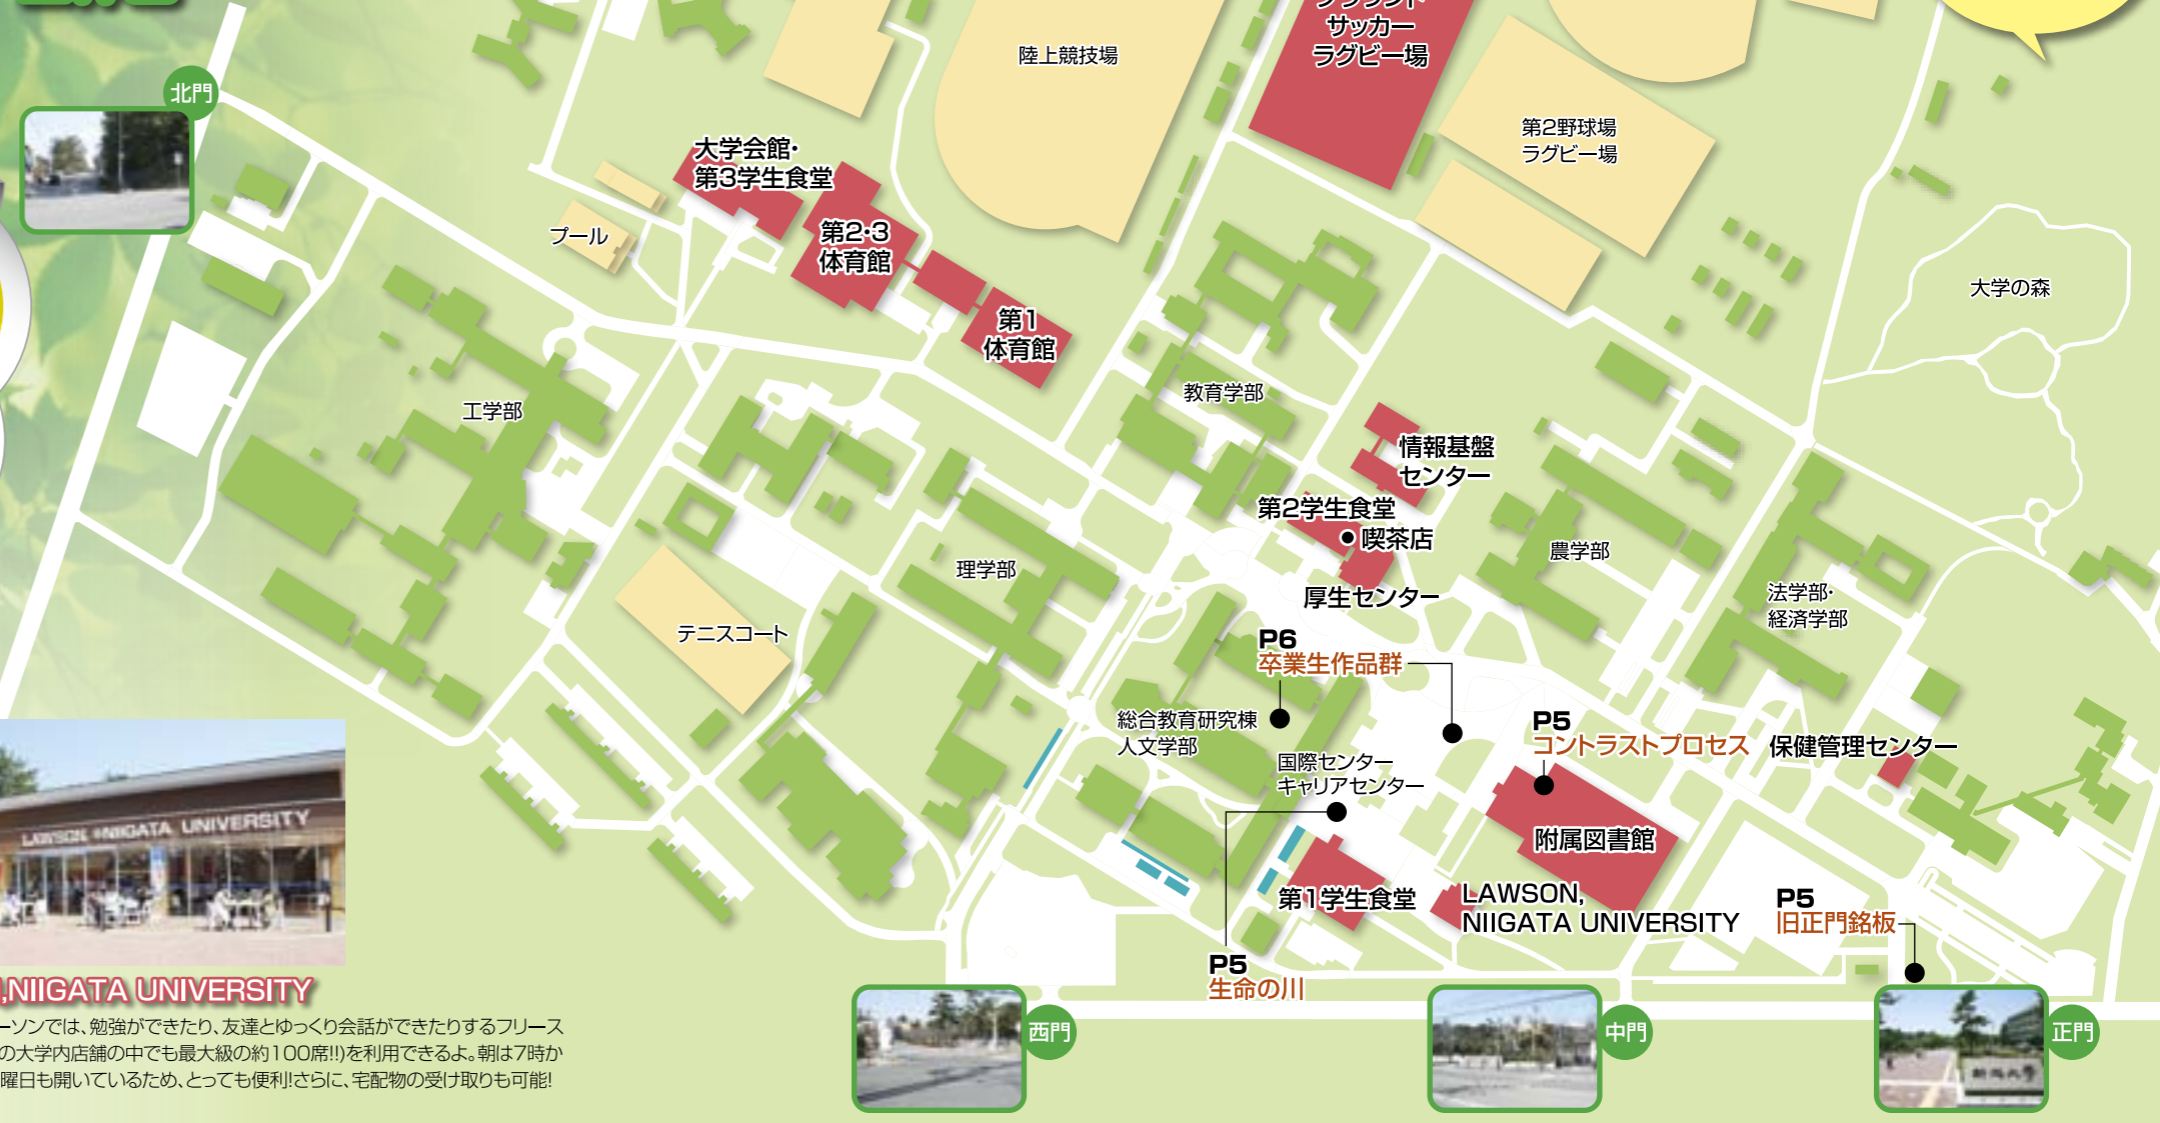 サッカー
ラグビー場
陸上競技場
北門
第2野球場
ラグビー場
大学会館・
第3学生食堂
プール
第2・3
体育館
大学の森
第1
体育館
教育学部
工学部
情報基盤
センター
第2学生食堂
喫茶店
農学部
理学部
厚生センター
法学部・
経済学部
テニスコート
P6
卒業生作品群
総合教育研究棟
人文学部
P5
コントラストプロセス
保健管理センター
国際センター
キャリアセンター
附属図書館
LAWSON NIIGATA UNIVERSITY
第1学生食堂
LAWSON,
NIIGATA UNIVERSITY
P5
旧正門銘板
P5
生命の川
,NIIGATA UNIVERSITY
ーソンでは、勉強ができたり、友達とゆっくり会話ができたりするフリース
の大学内店舗の中でも最大級の約100席!!)を利用できるよ。朝は7時か
曜日も開いているため、とっても便利!さらに、宅配物の受け取りも可能!
西門
中門
正門
新潟大学